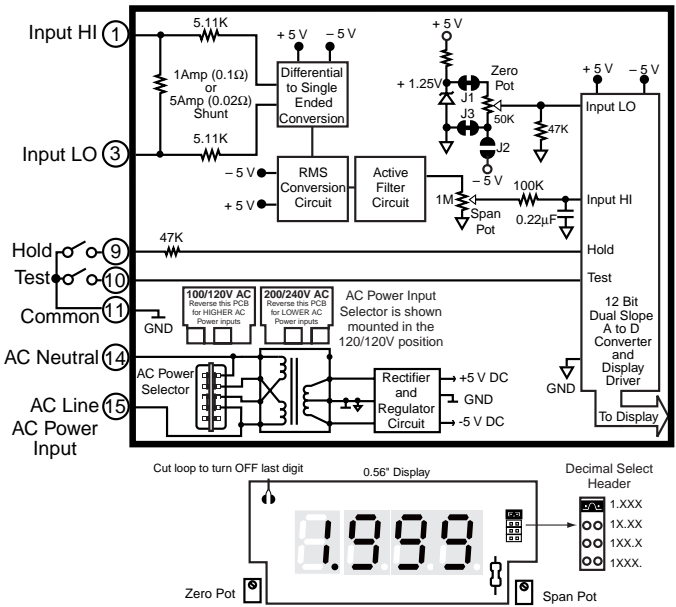 Input HI 1
5.11K
1Amp (0.1Ω)
or
5Amp (0.02Ω)
Shunt
5.11K
Input LO 3
+ 5 V
– 5 V
Differential
to Single
Ended
Conversion
– 5 V
+ 5 V
RMS
Conversion
Circuit
Active
Filter
Circuit
+ 5 V
+ 1.25V
J1
J3
J2
Zero
Pot
50K
– 5 V
47K
1M
Span
Pot
100K
0.22µF
+ 5 V
– 5 V
Input LO
Input HI
Hold
Test
12 Bit
Dual Slope
A to D
Converter
and
Display
Driver
GND
To Display
Hold 9
47K
Test 10
Common 11
GND
100/120V AC
Reverse this PCB
for HIGHER AC
Power inputs
200/240V AC
Reverse this PCB
for LOWER AC
Power inputs
AC Power Input
Selector is shown
mounted in the
120/120V position
AC Neutral 14
AC Power
Selector
AC Line 15
AC Power
Input
Rectifier
and
Regulator
Circuit
+5 V DC
GND
-5 V DC
Cut loop to turn OFF last digit
0.56" Display
1.999
Zero Pot
Span Pot
Decimal Select
Header
1.XXX
1X.XX
1XX.X
1XXX.